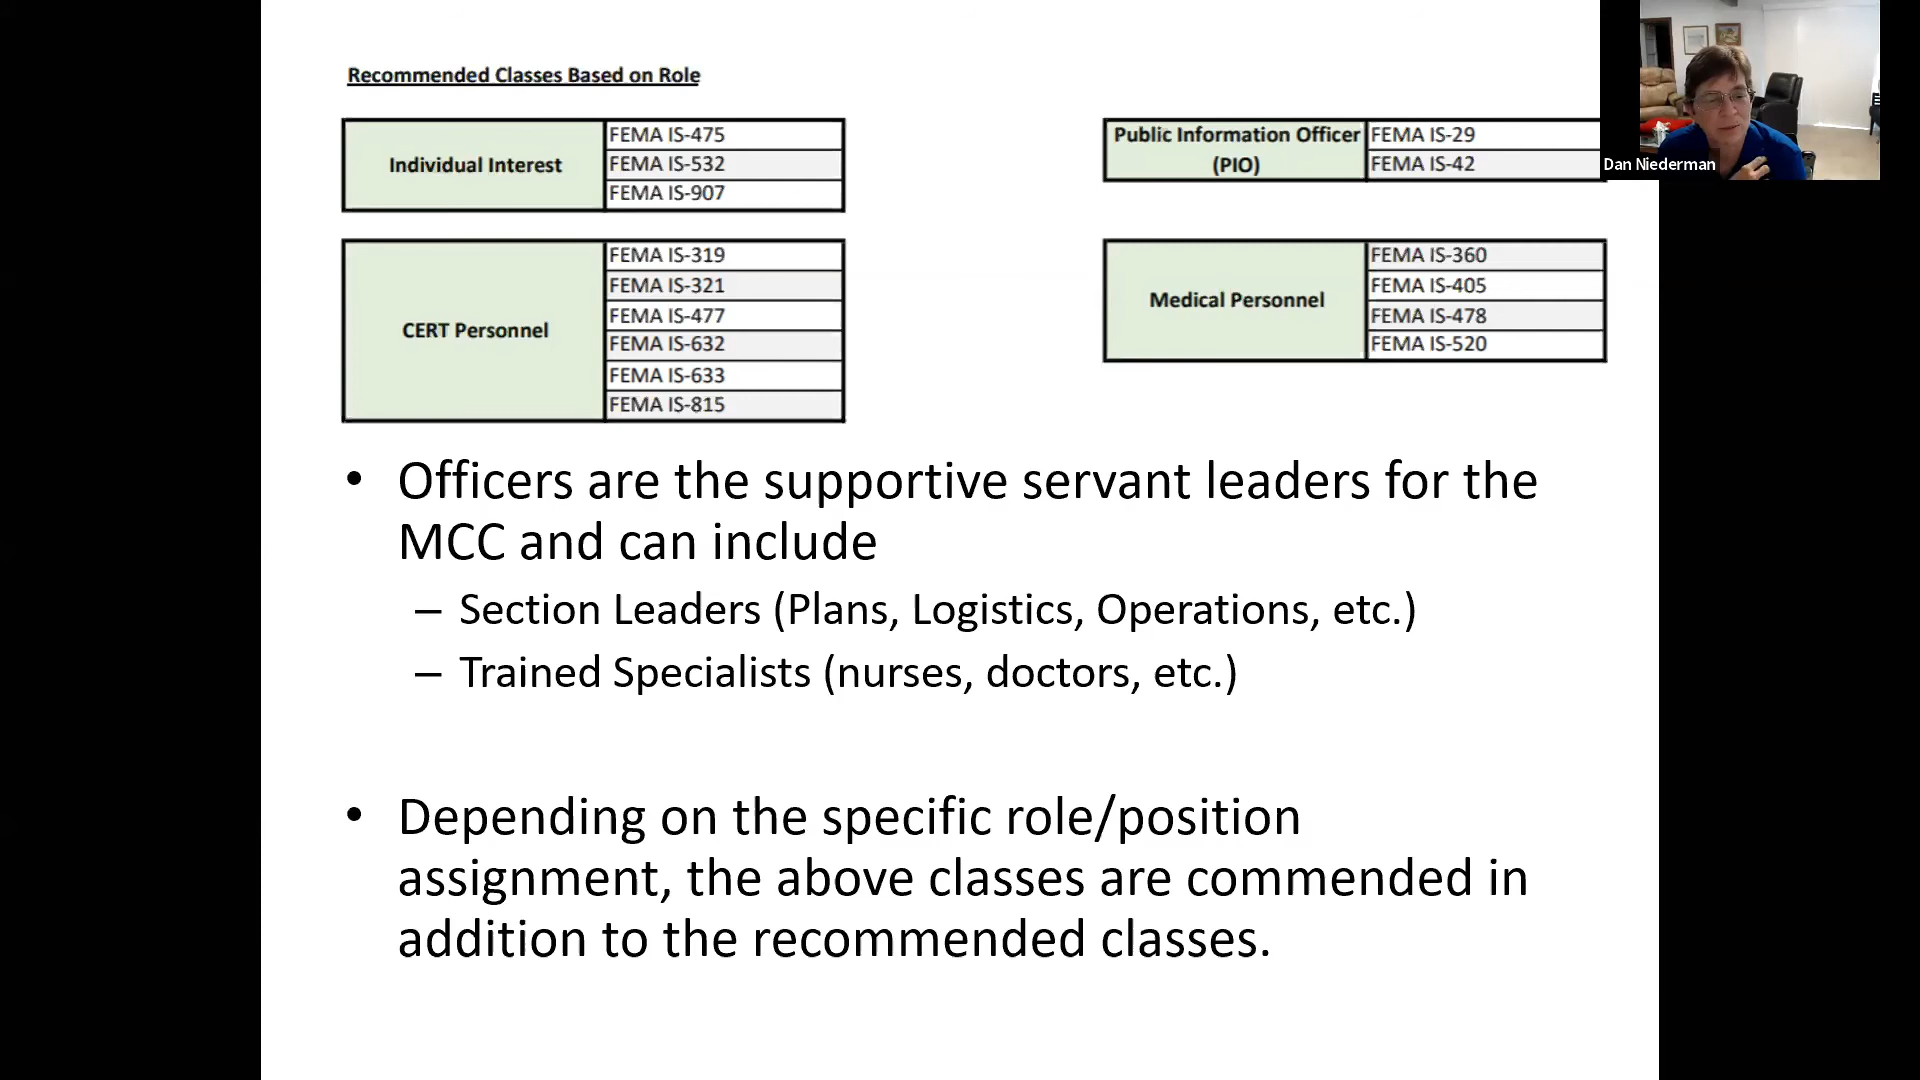 Recommended Classes Based on Role
Individual Interest
FEMA IS-475
FEMA IS-532
FEMA IS-907
Public Information Officer
(PIO)
FEMA IS-29
FEMA IS-42
Dan Niederman
CERT Personnel
FEMA IS-319
FEMA IS-321
FEMA IS-477
FEMA IS-632
FEMA IS-633
FEMA IS-815
Medical Personnel
FEMA IS-360
FEMA IS-405
FEMA IS-478
FEMA IS-520
• Officers are the supportive servant leaders for the
MCC and can include
– Section Leaders (Plans, Logistics, Operations, etc.)
– Trained Specialists (nurses, doctors, etc.)
• Depending on the specific role/position
assignment, the above classes are commended in
addition to the recommended classes.